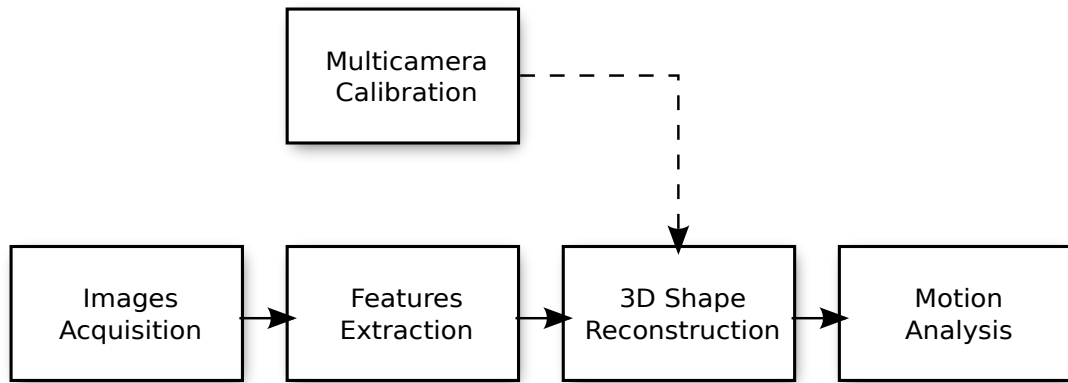 Multicamera
Calibration
Images
Acquisition
Features
Extraction
3D Shape
Reconstruction
Motion
Analysis